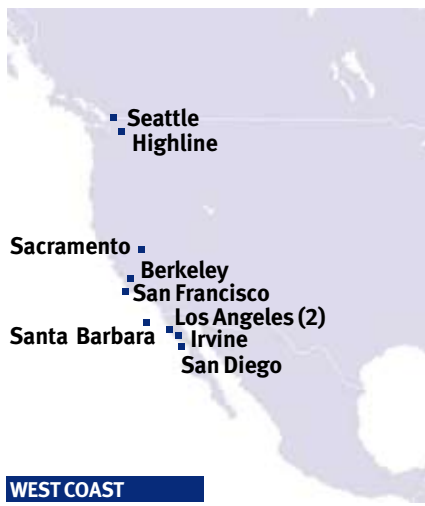 Seattle
Highline
Sacramento
Berkeley
San Francisco
Los Angeles (2)
Santa Barbara
Irvine
San Diego
WEST COAST